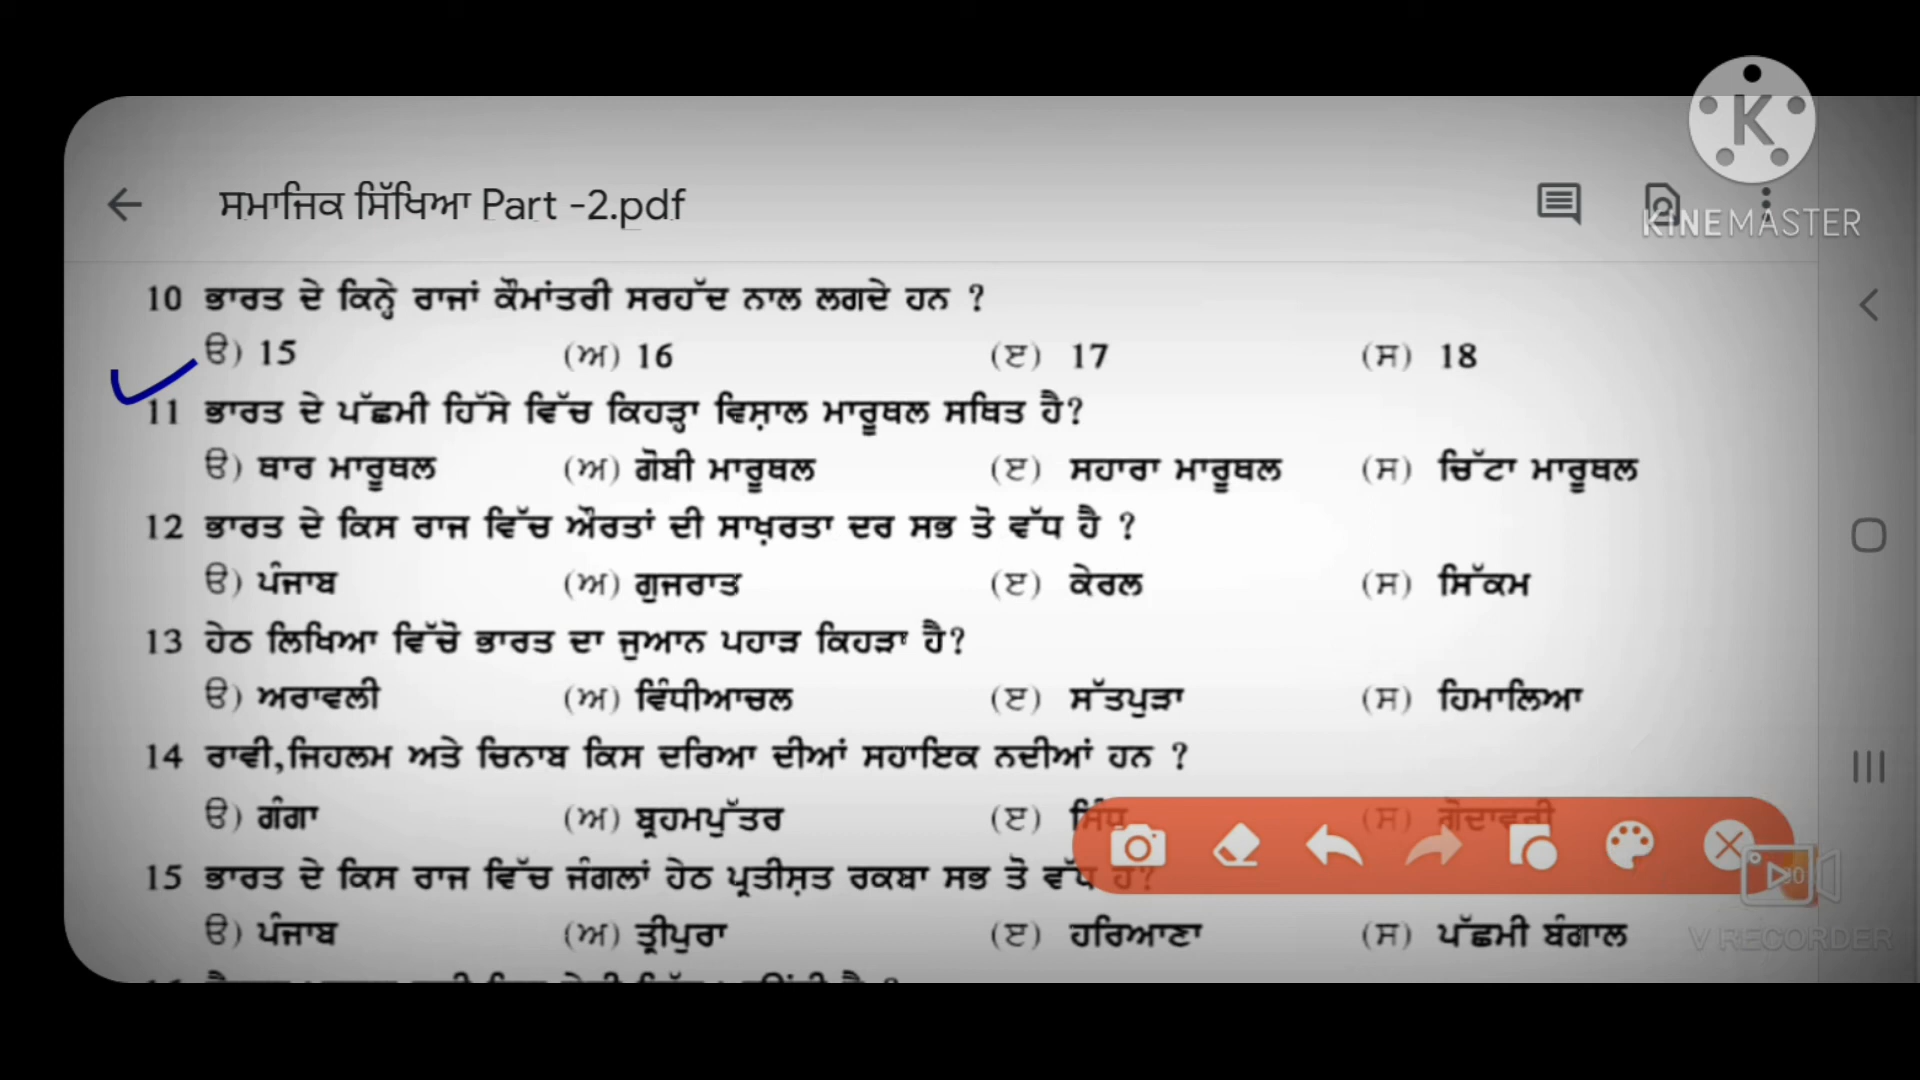 K
KINEMASTER
ਸਮਾਜਿਕ ਸਿੱਖਿਆ Part -2.pdf
10 ਭਾਰਤ ਦੇ ਕਿਨ੍ਹੇ ਰਾਜਾਂ ਕੌਮਾਂਤਰੀ ਸਰਹੱਦ ਨਾਲ ਲਗਦੇ ਹਨ ?
ੳ) 15 (ਅ) 16 (ੲ) 17 (ਸ) 18
11 ਭਾਰਤ ਦੇ ਪੱਛਮੀ ਹਿੱਸੇ ਵਿੱਚ ਕਿਹੜ੍ਹਾ ਵਿਸ਼ਾਲ ਮਾਰੂਥਲ ਸਥਿਤ ਹੈ?
ੳ) ਥਾਰ ਮਾਰੂਥਲ (ਅ) ਗੋਬੀ ਮਾਰੂਥਲ (ੲ) ਸਹਾਰਾ ਮਾਰੂਥਲ (ਸ) ਚਿੱਟਾ ਮਾਰੂਥਲ
12 ਭਾਰਤ ਦੇ ਕਿਸ ਰਾਜ ਵਿੱਚ ਔਰਤਾਂ ਦੀ ਸਾਖ਼ਰਤਾ ਦਰ ਸਭ ਤੋ ਵੱਧ ਹੈ ?
ੳ) ਪੰਜਾਬ (ਅ) ਗੁਜਰਾਤ (ੲ) ਕੇਰਲ (ਸ) ਸਿੱਕਮ
13 ਹੇਠ ਲਿਖਿਆ ਵਿੱਚੋ ਭਾਰਤ ਦਾ ਜੁਆਨ ਪਹਾੜ ਕਿਹੜਾ ਹੈ?
ੳ) ਅਰਾਵਲੀ (ਅ) ਵਿੰਧੀਆਚਲ (ੲ) ਸੱਤਪੁੜਾ (ਸ) ਹਿਮਾਲਿਆ
14 ਰਾਵੀ,ਜਿਹਲਮ ਅਤੇ ਚਿਨਾਬ ਕਿਸ ਦਰਿਆ ਦੀਆਂ ਸਹਾਇਕ ਨਦੀਆਂ ਹਨ ?
ੳ) ਗੰਗਾ (ਅ) ਬ੍ਰਹਮਪੁੱਤਰ (ੲ) ਸਿੰਧ (ਸ) ਗੋਦਾਵਰੀ
15 ਭਾਰਤ ਦੇ ਕਿਸ ਰਾਜ ਵਿੱਚ ਜੰਗਲਾਂ ਹੇਠ ਪ੍ਰਤੀਸ਼ਤ ਰਕਬਾ ਸਭ ਤੋ ਵੱਧ ਹੈ?
ੳ) ਪੰਜਾਬ (ਅ) ਤ੍ਰੀਪੁਰਾ (ੲ) ਹਰਿਆਣਾ (ਸ) ਪੱਛਮੀ ਬੰਗਾਲ
V RECORDER